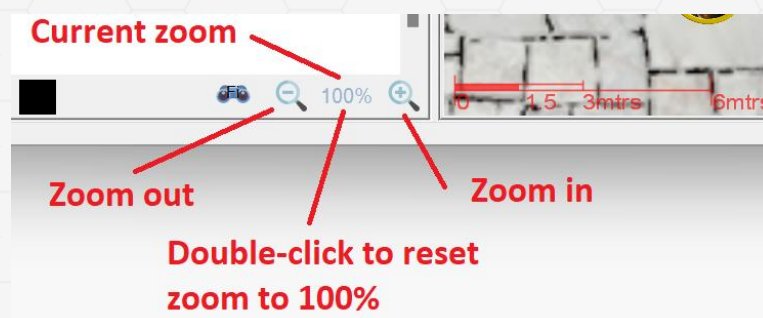 Current zoom
100%
0 1.5 3mtrs 6mtrs
Zoom out
Zoom in
Double-click to reset
zoom to 100%